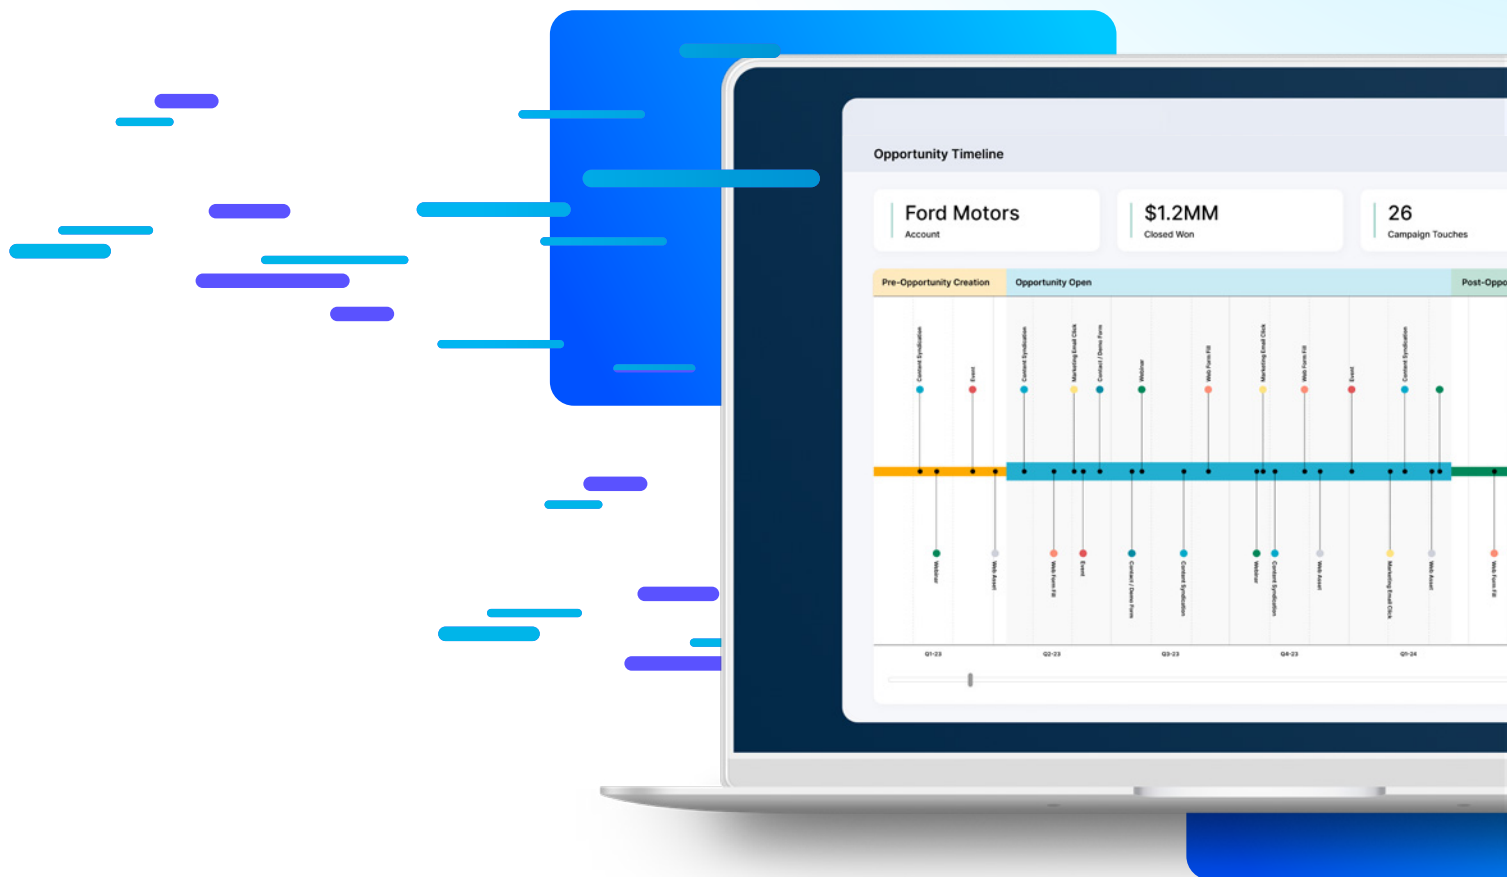 Opportunity Timeline
Ford Motors
Account
$1.2MM
Closed Won
26
Campaign Touches
Pre-Opportunity Creation
Opportunity Open
Post-Oppo
Content Syndication
Event
Content Syndication
Marketing Email Click
Contact / Demo Form
Webinar
Web Form Fill
Marketing Email Click
Web Form Fill
Event
Content Syndication
Webinar
Web Asset
Web Form Fill
Event
Contact / Demo Form
Content Syndication
Webinar
Content Syndication
Web Asset
Marketing Email Click
Web Asset
Web Form Fill
Q1-23
Q2-23
Q3-23
Q4-23
Q1-24